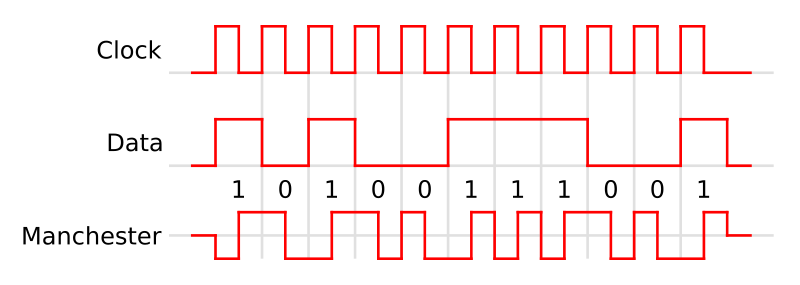 Clock
Data
1 0 1 0 0 1 1 1 0 0 1
Manchester